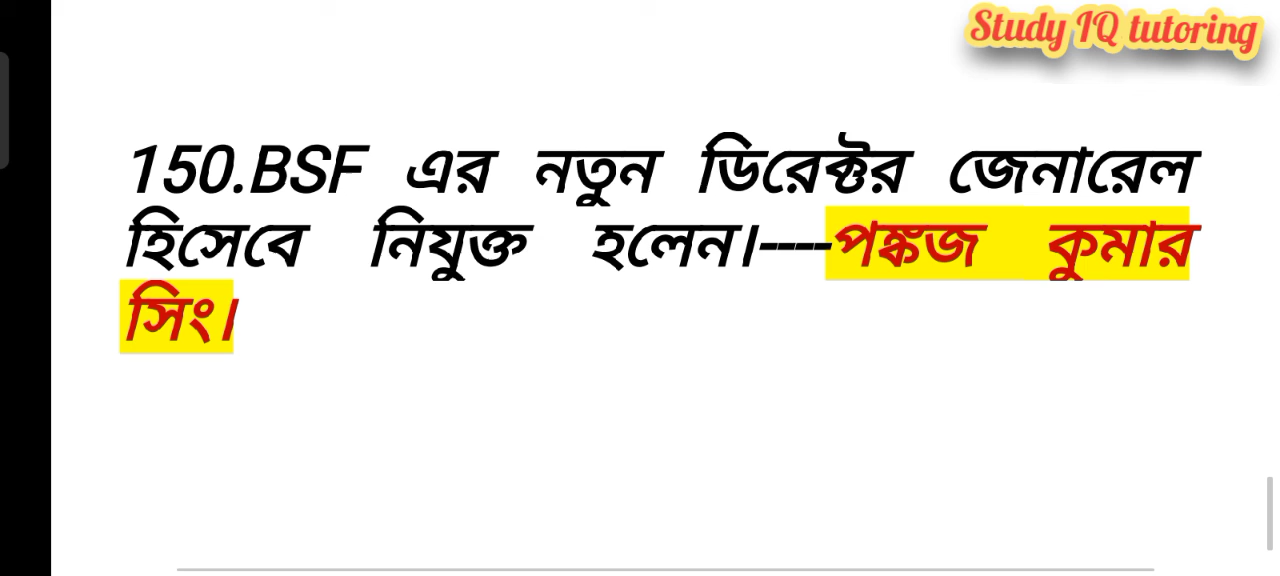 Study IQ tutoring
150.BSF এর নতুন ডিরেক্টর জেনারেল
হিসেবে নিযুক্ত হলেন।----পঙ্কজ কুমার
সিং।